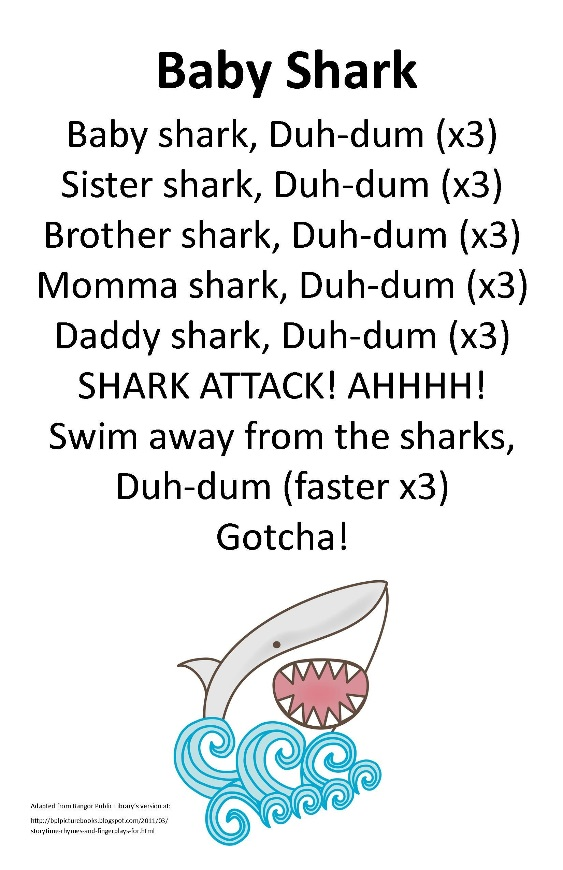 Baby Shark
Baby shark, Duh-dum (x3)
Sister shark, Duh-dum (x3)
Brother shark, Duh-dum (x3)
Momma shark, Duh-dum (x3)
Daddy shark, Duh-dum (x3)
SHARK ATTACK! AHHHH!
Swim away from the sharks,
Duh-dum (faster x3)
Gotcha!
Adapted from Bangor Public Library's version at:
http://bplpicturebooks.blogspot.com/2011/03/
storytime-rhymes-and-fingerplays-for.html